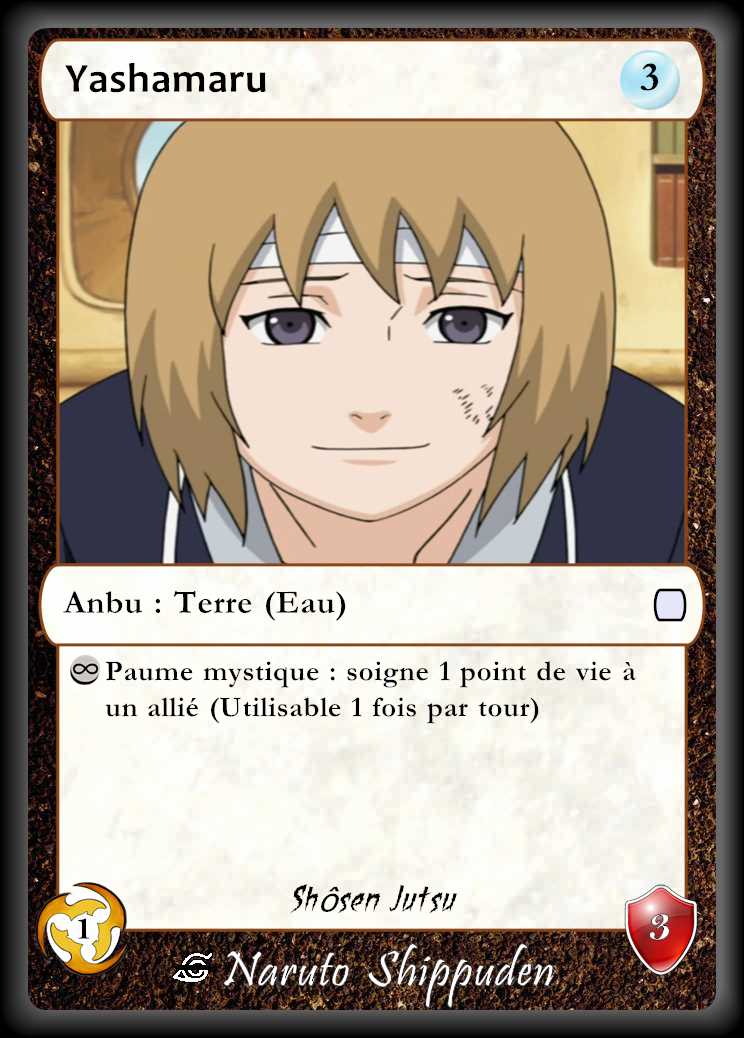 Yashamaru 3
Anbu : Terre (Eau)
∞ Paume mystique : soigne 1 point de vie à
un allié (Utilisable 1 fois par tour)
Shôsen Jutsu
1 3
Naruto Shippuden